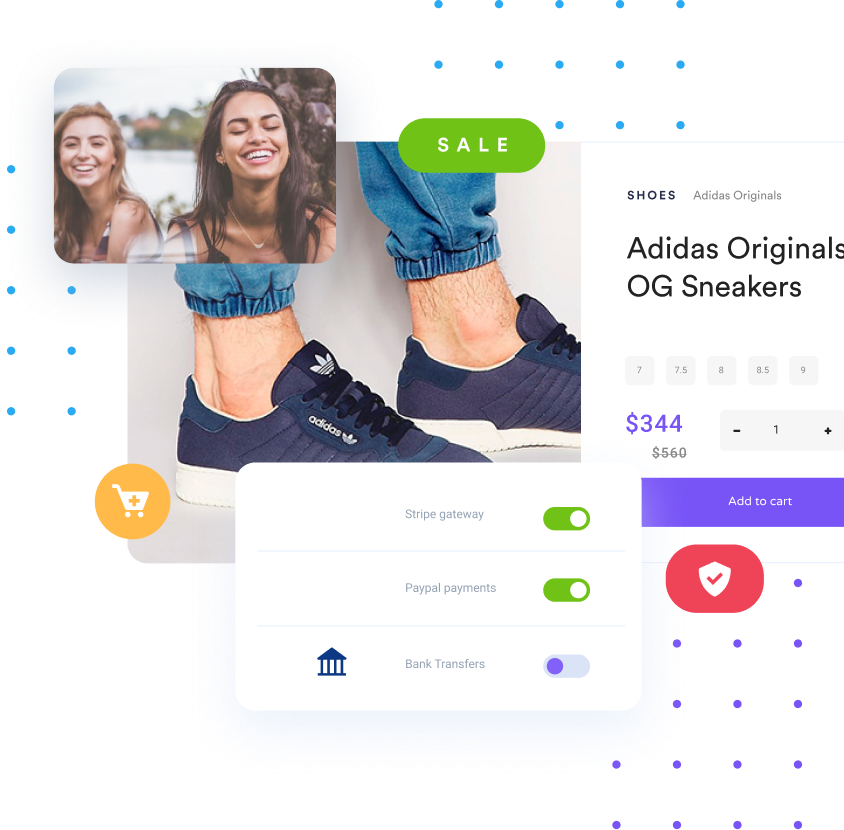 SALE
SHOES Adidas Originals
Adidas Originals
OG Sneakers
7 7.5 8 8.5 9
$344
- 1 +
$560
adidas
Add to cart
Stripe gateway
Paypal payments
Bank Transfers